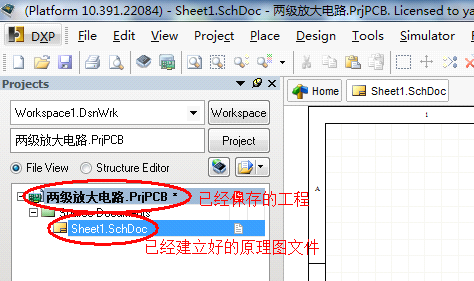 (Platform 10.391.22084) - Sheet1.SchDoc - 两级放大电路.PrjPCB. Licensed to ya
DXP File Edit View Project Place Design Tools Simulator
Projects
Home Sheet1.SchDoc
Workspace1.DsnWrk Workspace
1
两级放大电路.PrjPCB Project
File View Structure Editor
两级放大电路.PrjPCB * 已经保存的工程
A
Source Documents
Sheet1.SchDoc
已经建立好的原理图文件